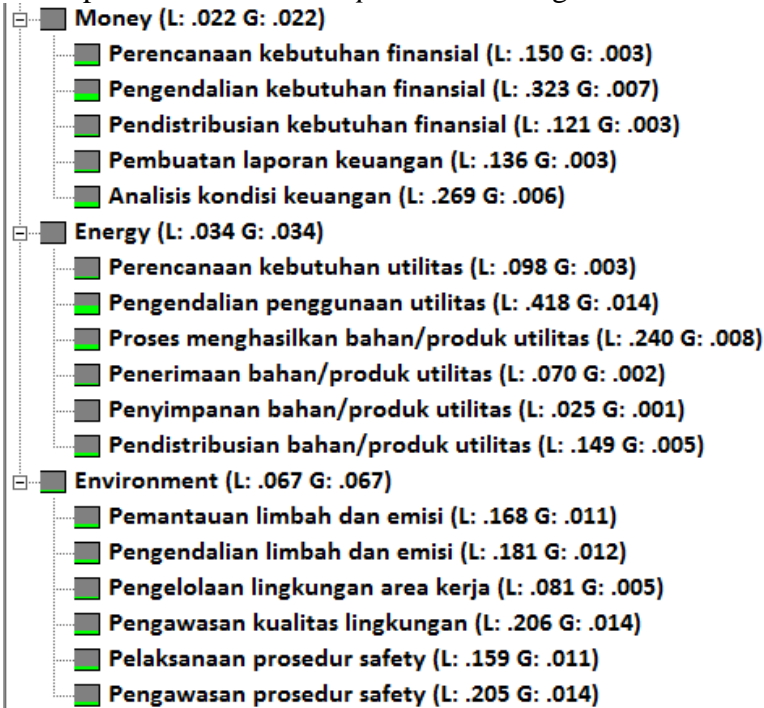 Money (L: .022 G: .022)
Perencanaan kebutuhan finansial (L: .150 G: .003)
Pengendalian kebutuhan finansial (L: .323 G: .007)
Pendistribusian kebutuhan finansial (L: .121 G: .003)
Pembuatan laporan keuangan (L: .136 G: .003)
Analisis kondisi keuangan (L: .269 G: .006)
Energy (L: .034 G: .034)
Perencanaan kebutuhan utilitas (L: .098 G: .003)
Pengendalian penggunaan utilitas (L: .418 G: .014)
Proses menghasilkan bahan/produk utilitas (L: .240 G: .008)
Penerimaan bahan/produk utilitas (L: .070 G: .002)
Penyimpanan bahan/produk utilitas (L: .025 G: .001)
Pendistribusian bahan/produk utilitas (L: .149 G: .005)
Environment (L: .067 G: .067)
Pemantauan limbah dan emisi (L: .168 G: .011)
Pengendalian limbah dan emisi (L: .181 G: .012)
Pengelolaan lingkungan area kerja (L: .081 G: .005)
Pengawasan kualitas lingkungan (L: .206 G: .014)
Pelaksanaan prosedur safety (L: .159 G: .011)
Pengawasan prosedur safety (L: .205 G: .014)